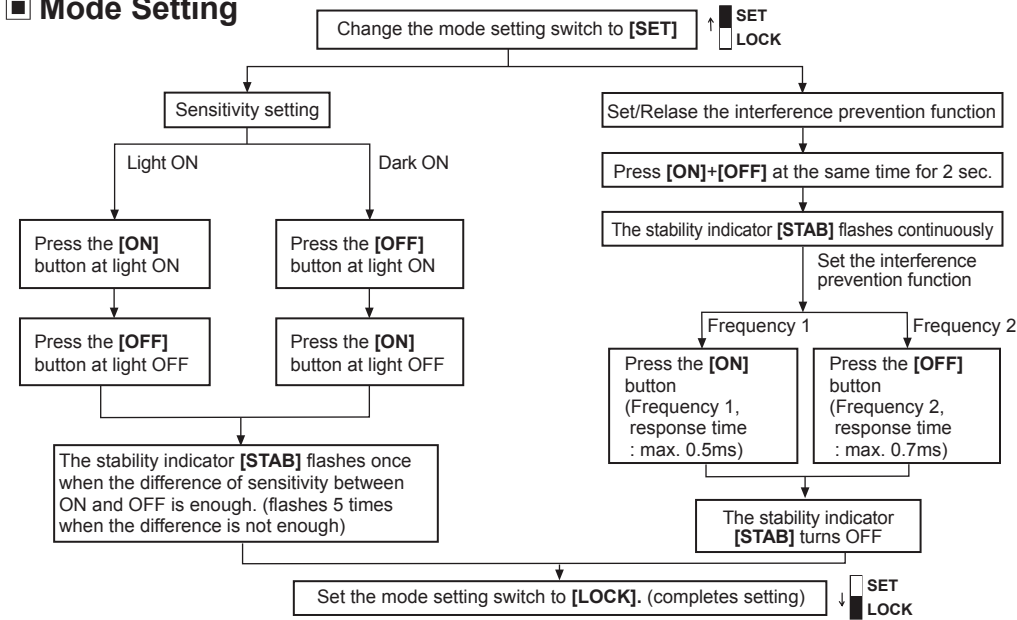 Mode Setting
Change the mode setting switch to [SET]
SET
LOCK
Sensitivity setting
Light ON
Dark ON
Press the [ON]
button at light ON
Press the [OFF]
button at light ON
Press the [OFF]
button at light OFF
Press the [ON]
button at light OFF
The stability indicator [STAB] flashes once
when the difference of sensitivity between
ON and OFF is enough. (flashes 5 times
when the difference is not enough)
Set/Relase the interference prevention function
Press [ON]+[OFF] at the same time for 2 sec.
The stability indicator [STAB] flashes continuously
Set the interference
prevention function
Frequency 1
Frequency 2
Press the [ON]
button
(Frequency 1,
response time
: max. 0.5ms)
Press the [OFF]
button
(Frequency 2,
response time
: max. 0.7ms)
The stability indicator
[STAB] turns OFF
Set the mode setting switch to [LOCK]. (completes setting)
SET
LOCK